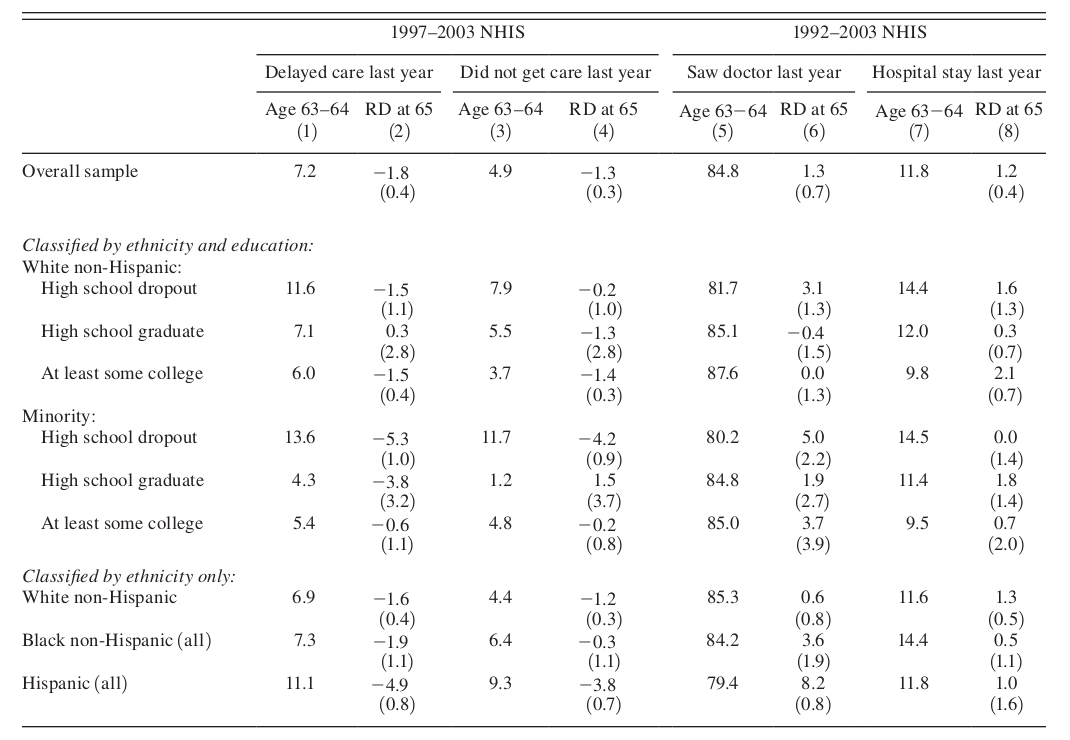 1997–2003 NHIS 1992–2003 NHIS
Delayed care last year Did not get care last year Saw doctor last year Hospital stay last year
Age 63–64 RD at 65 Age 63–64 RD at 65 Age 63−64 RD at 65 Age 63−64 RD at 65
(1) (2) (3) (4) (5) (6) (7) (8)
Overall sample 7.2 −1.8 4.9 −1.3 84.8 1.3 11.8 1.2
(0.4) (0.3) (0.7) (0.4)
Classified by ethnicity and education:
White non-Hispanic:
High school dropout 11.6 −1.5 7.9 −0.2 81.7 3.1 14.4 1.6
(1.1) (1.0) (1.3) (1.3)
High school graduate 7.1 0.3 5.5 −1.3 85.1 −0.4 12.0 0.3
(2.8) (2.8) (1.5) (0.7)
At least some college 6.0 −1.5 3.7 −1.4 87.6 0.0 9.8 2.1
(0.4) (0.3) (1.3) (0.7)
Minority:
High school dropout 13.6 −5.3 11.7 −4.2 80.2 5.0 14.5 0.0
(1.0) (0.9) (2.2) (1.4)
High school graduate 4.3 −3.8 1.2 1.5 84.8 1.9 11.4 1.8
(3.2) (3.7) (2.7) (1.4)
At least some college 5.4 −0.6 4.8 −0.2 85.0 3.7 9.5 0.7
(1.1) (0.8) (3.9) (2.0)
Classified by ethnicity only:
White non-Hispanic 6.9 −1.6 4.4 −1.2 85.3 0.6 11.6 1.3
(0.4) (0.3) (0.8) (0.5)
Black non-Hispanic (all) 7.3 −1.9 6.4 −0.3 84.2 3.6 14.4 0.5
(1.1) (1.1) (1.9) (1.1)
Hispanic (all) 11.1 −4.9 9.3 −3.8 79.4 8.2 11.8 1.0
(0.8) (0.7) (0.8) (1.6)